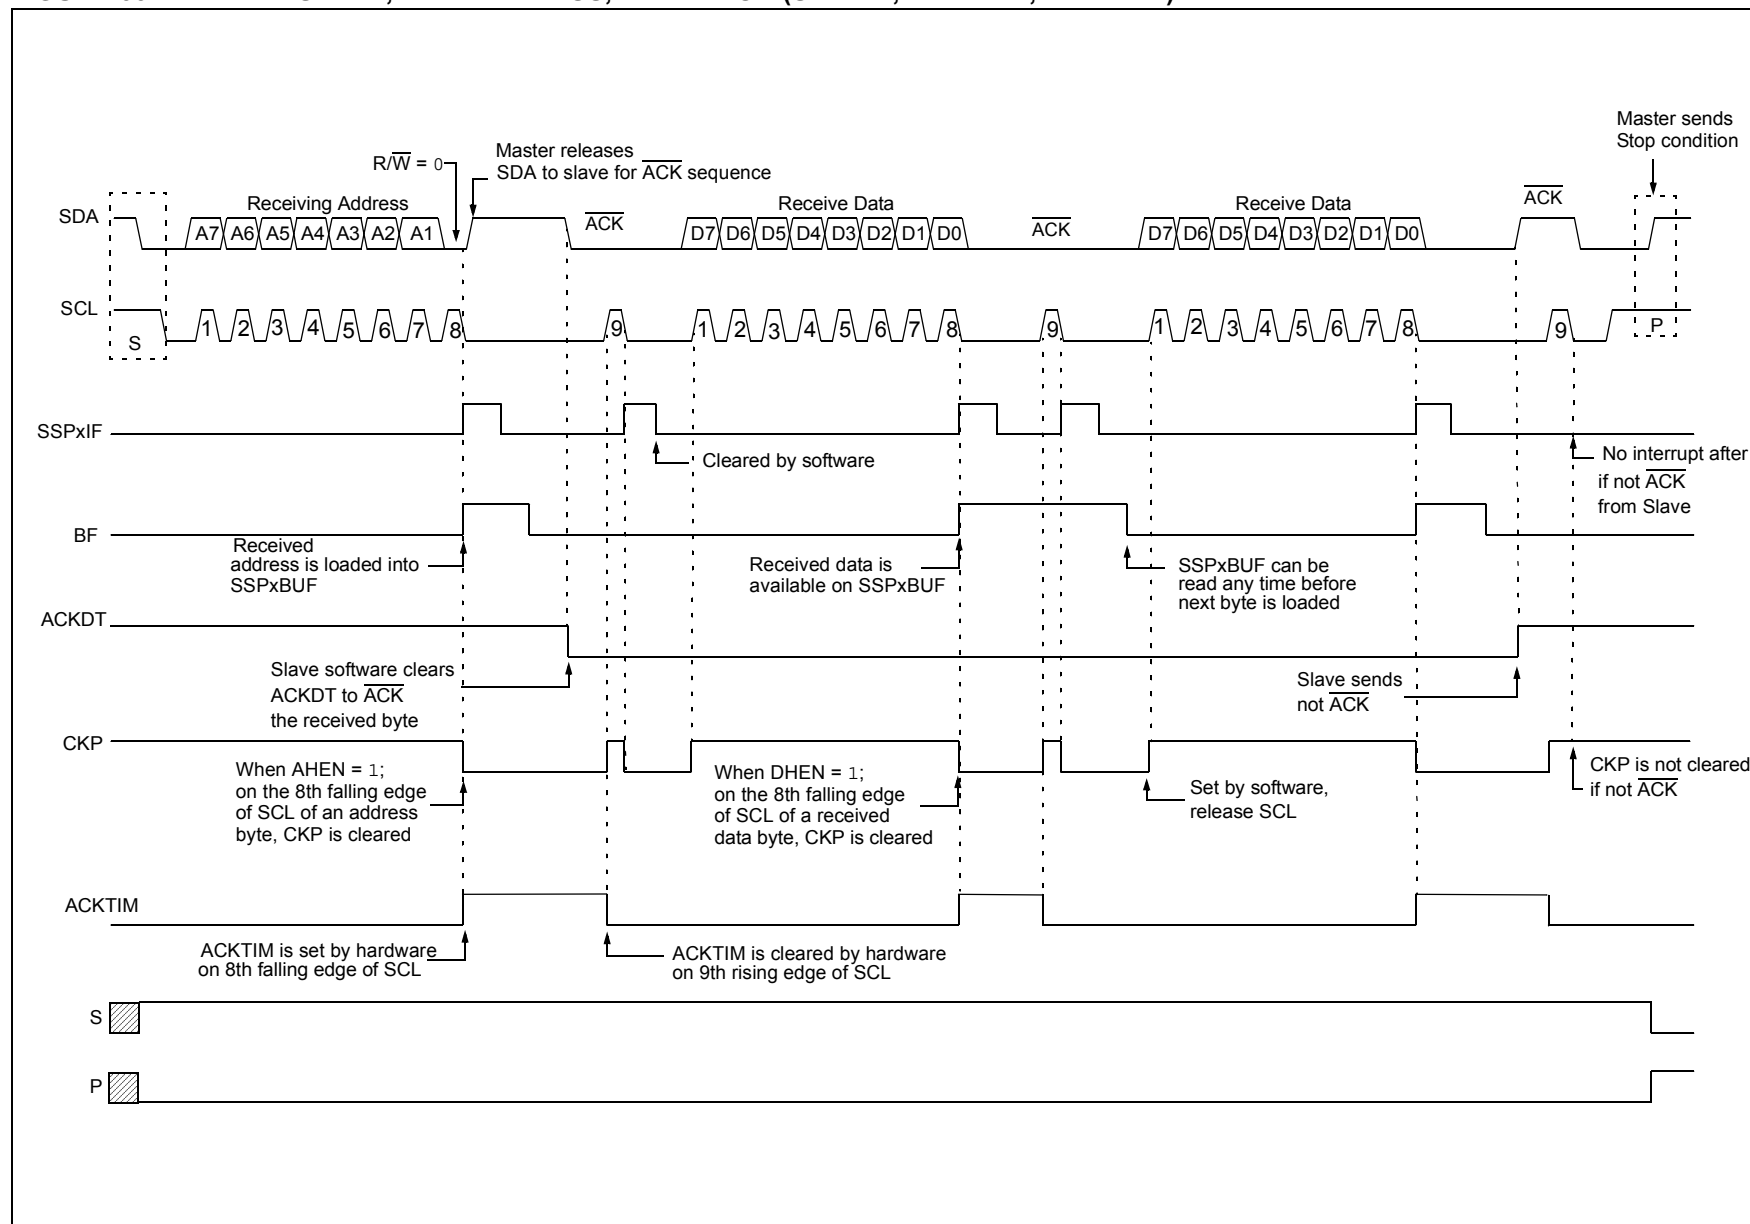 Master sends
Stop condition
R/W = 0
Master releases
SDA to slave for ACK sequence
SDA
Receiving Address
A7 A6 A5 A4 A3 A2 A1
ACK
Receive Data
D7 D6 D5 D4 D3 D2 D1 D0
ACK
Receive Data
D7 D6 D5 D4 D3 D2 D1 D0
ACK
SCL
S
1 2 3 4 5 6 7 8 9
1 2 3 4 5 6 7 8 9
1 2 3 4 5 6 7 8 9
P
SSPxIF
Cleared by software
No interrupt after
if not ACK
from Slave
BF
Received
address is loaded into
SSPxBUF
Received data is
available on SSPxBUF
SSPxBUF can be
read any time before
next byte is loaded
ACKDT
Slave software clears
ACKDT to ACK
the received byte
Slave sends
not ACK
CKP
When AHEN = 1;
on the 8th falling edge
of SCL of an address
byte, CKP is cleared
When DHEN = 1;
on the 8th falling edge
of SCL of a received
data byte, CKP is cleared
Set by software,
release SCL
CKP is not cleared
if not ACK
ACKTIM
ACKTIM is set by hardware
on 8th falling edge of SCL
ACKTIM is cleared by hardware
on 9th rising edge of SCL
S
P